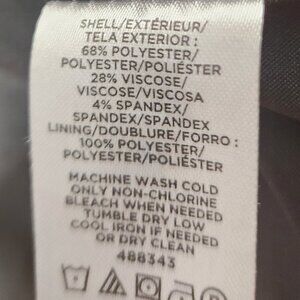 SHELL/EXTÉRIEUR/
TELA EXTERIOR :
68% POLYESTER/
POLYESTER/POLIÉSTER
28% VISCOSE/
VISCOSE/VISCOSA
4% SPANDEX/
SPANDEX/SPANDEX
LINING/DOUBLURE/FORRO :
100% POLYESTER/
POLYESTER/POLIÉSTER
MACHINE WASH COLD
ONLY NON-CHLORINE
BLEACH WHEN NEEDED
TUMBLE DRY LOW
COOL IRON IF NEEDED
OR DRY CLEAN
488343